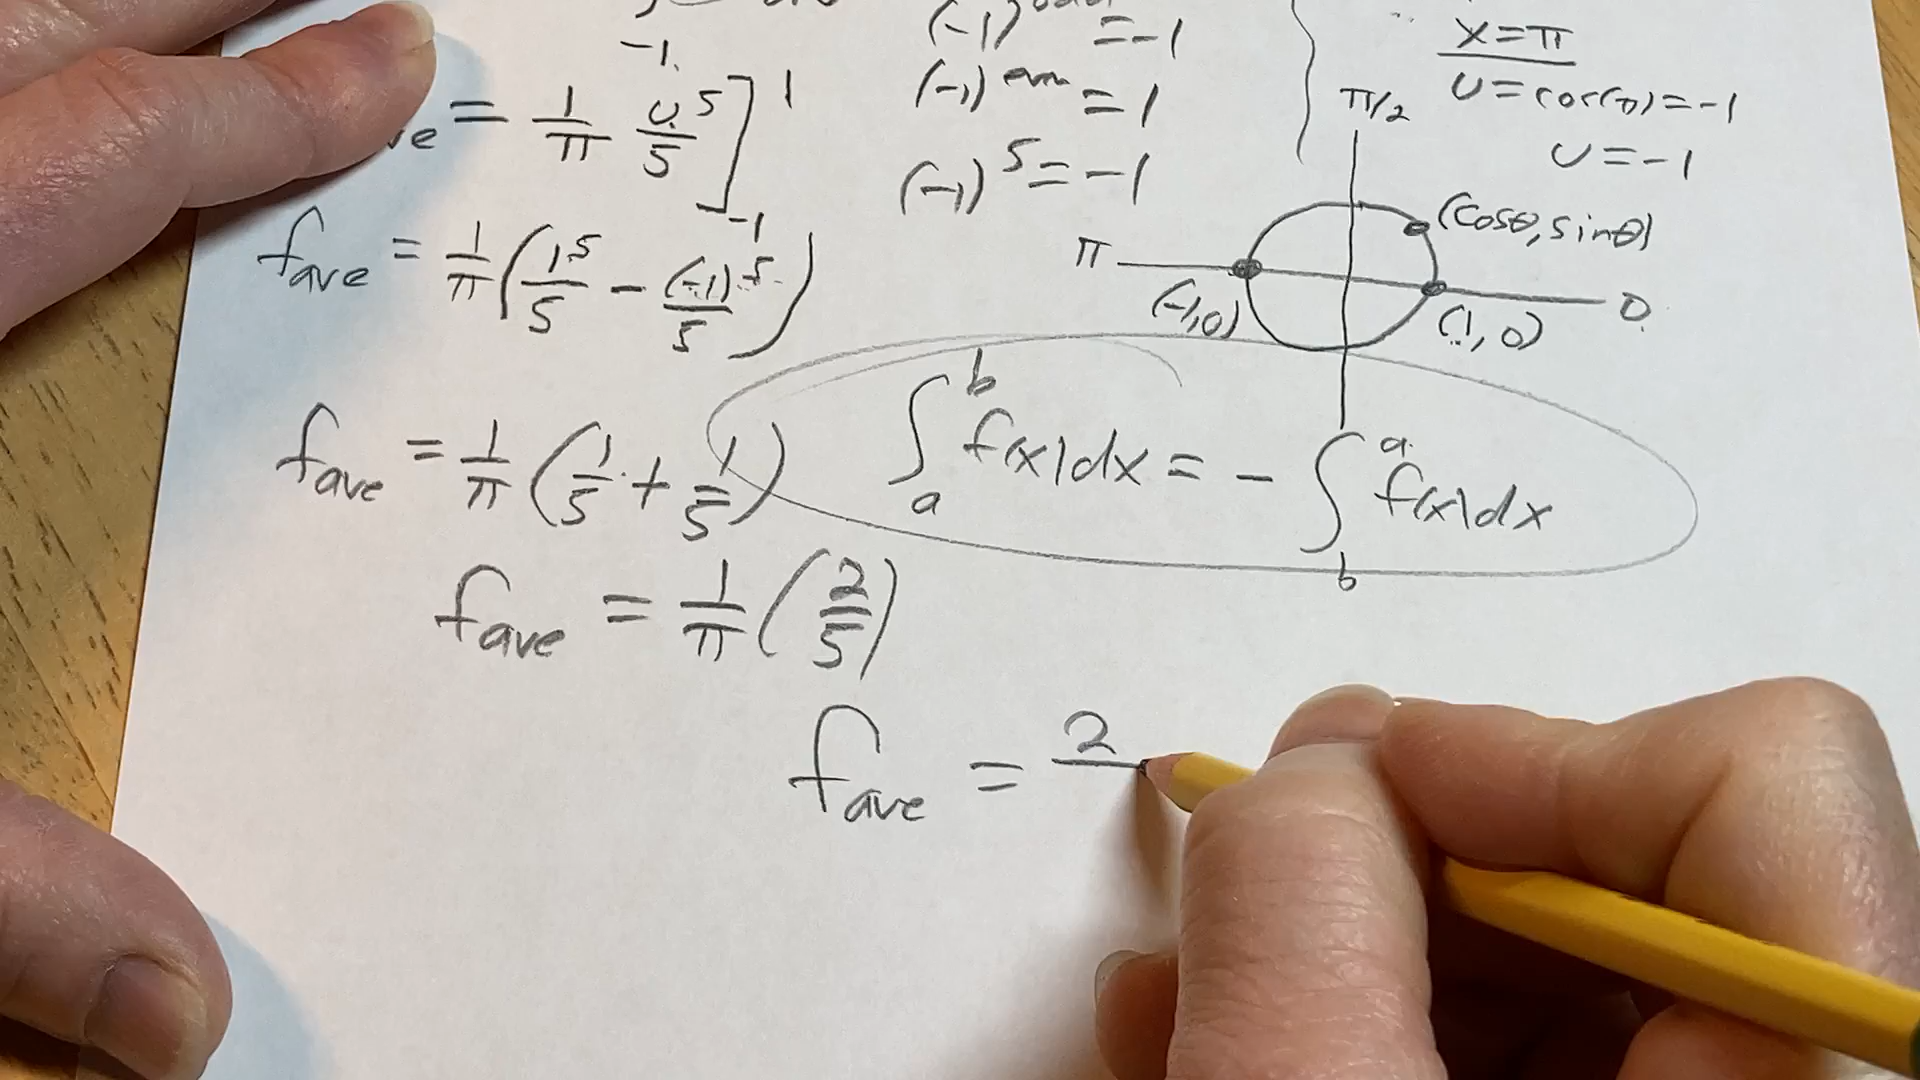 -1
ve = 1/π u^5/5 ]_{-1}^1
f_ave = 1/π (1^5/5 - (-1)^5/5)
f_ave = 1/π (1/5 + 1/5)
f_ave = 1/π (2/5)
f_ave = 2
(-1) = -1
(-1)^even = 1
(-1)^5 = -1
x = π
u = cos(π) = -1
u = -1
π/2
(cosθ, sinθ)
π
0
(-1, 0)
(1, 0)
∫_a^b f(x)dx = - ∫_b^a f(x)dx